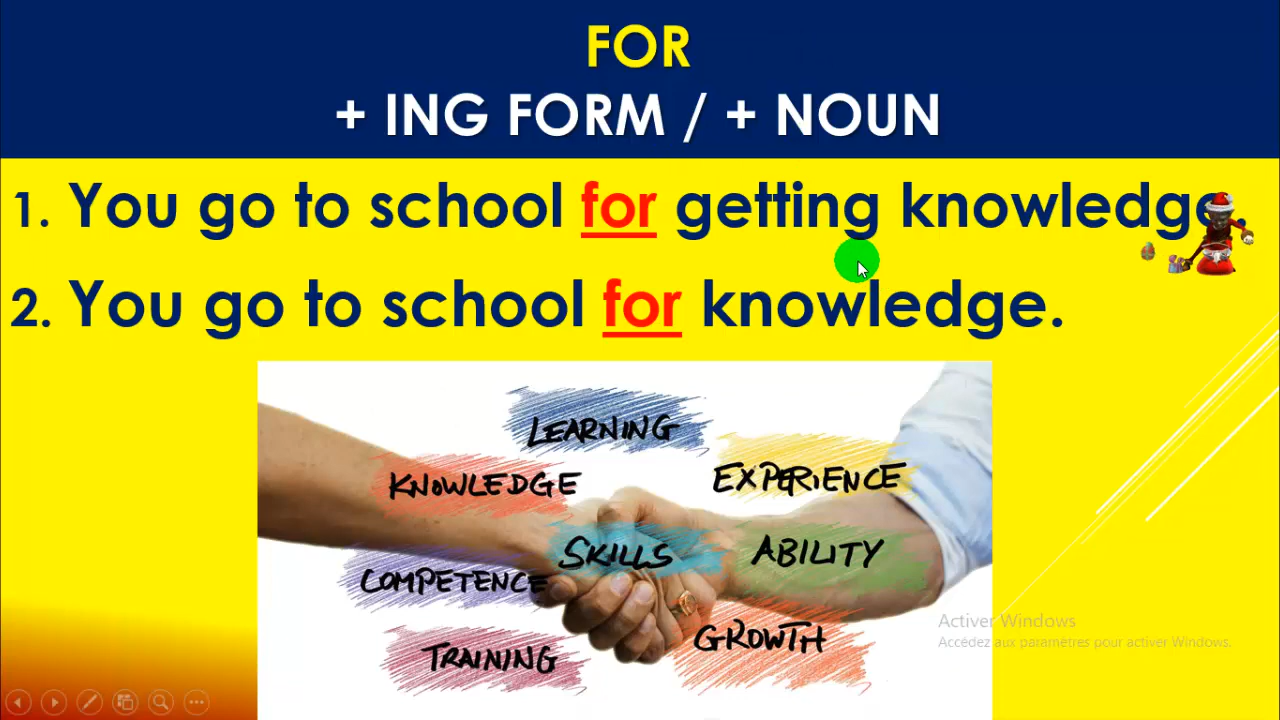 FOR
+ ING FORM / + NOUN
1. You go to school for getting knowledge.
2. You go to school for knowledge.
LEARNING
KNOWLEDGE
EXPERIENCE
SKILLS
ABILITY
COMPETENCE
GROWTH
TRAINING
Activer Windows
Accédez aux paramètres pour activer Windows.